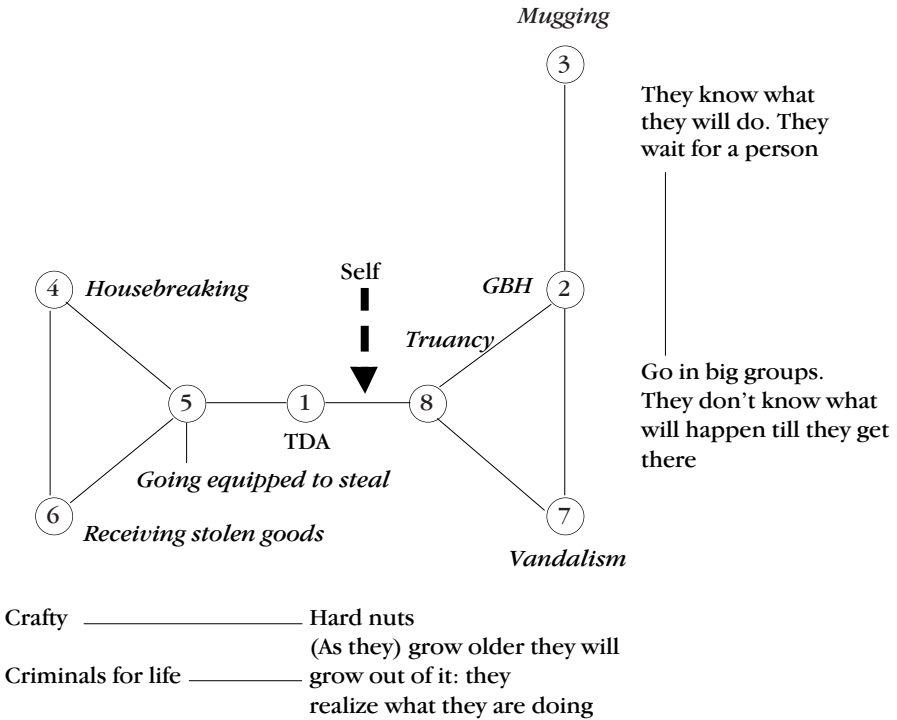 Mugging
3
They know what
they will do. They
wait for a person
Self
4
Housebreaking
GBH
2
Truancy
5
1
8
TDA
Go in big groups.
They don't know what
will happen till they get
there
Going equipped to steal
6
Receiving stolen goods
7
Vandalism
Crafty
Hard nuts
(As they) grow older they will
Criminals for life
grow out of it: they
realize what they are doing